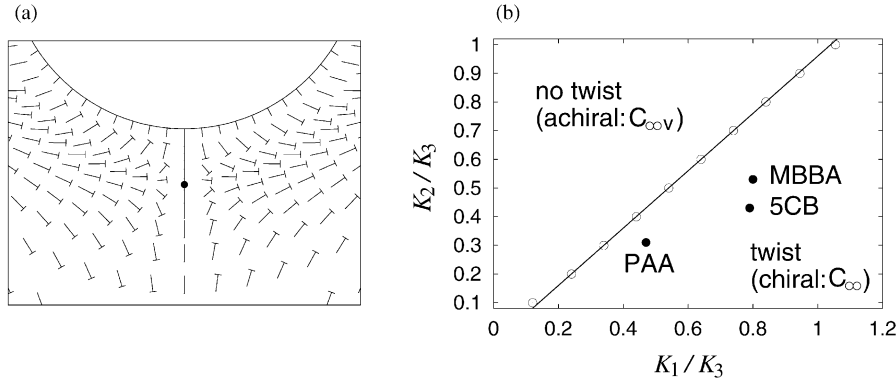 (a)
(b)
1
0.9
0.8
0.7
0.6
0.5
0.4
0.3
0.2
0.1
K2 / K3
no twist
(achiral: C∞v)
MBBA
5CB
PAA
twist
(chiral: C∞)
0
0.2
0.4
0.6
0.8
1
1.2
K1 / K3